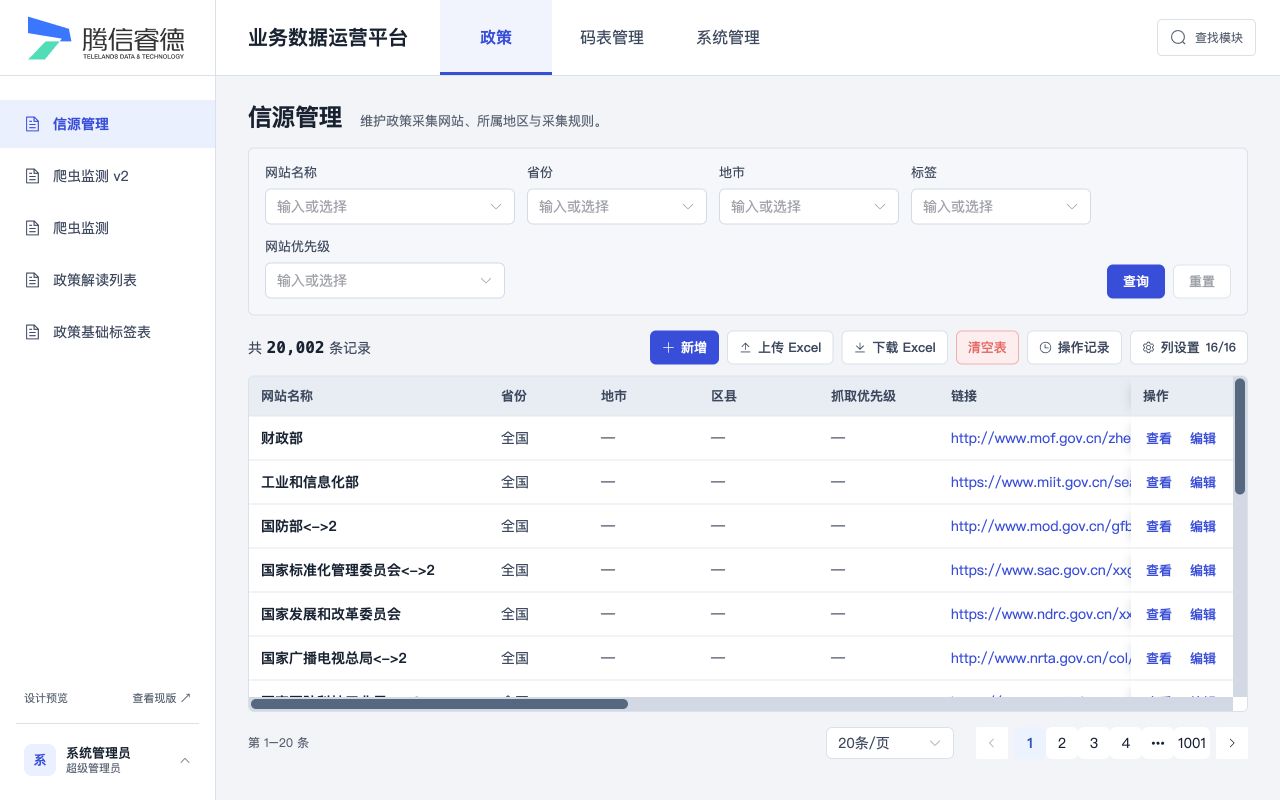 腾信睿德
TELELANDS DATA & TECHNOLOGY
业务数据运营平台
政策
码表管理
系统管理
查找模块
信源管理
爬虫监测 v2
爬虫监测
政策解读列表
政策基础标签表
设计预览
查看现版
系
系统管理员
超级管理员
信源管理
维护政策采集网站、所属地区与采集规则。
网站名称
省份
地市
标签
输入或选择
输入或选择
输入或选择
输入或选择
网站优先级
输入或选择
查询
重置
共 20,002 条记录
新增
上传 Excel
下载 Excel
清空表
操作记录
列设置 16/16
网站名称 省份 地市 区县 抓取优先级 链接 操作
财政部 全国 — — — http://www.mof.gov.cn/zhe 查看 编辑
工业和信息化部 全国 — — — https://www.miit.gov.cn/sea 查看 编辑
国防部<->2 全国 — — — http://www.mod.gov.cn/gfb 查看 编辑
国家标准化管理委员会<->2 全国 — — — https://www.sac.gov.cn/xxg 查看 编辑
国家发展和改革委员会 全国 — — — https://www.ndrc.gov.cn/xx 查看 编辑
国家广播电视总局<->2 全国 — — — http://www.nrta.gov.cn/col/ 查看 编辑
第 1-20 条
20条/页
1
2
3
4
•••
1001